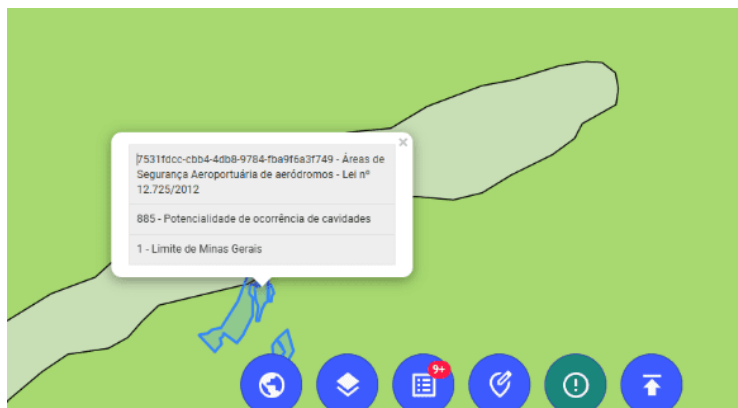 ×
7531fdcc-cbb4-4db8-9784-fba9f6a3f749 - Áreas de
Segurança Aeroportuária de aeródromos - Lei nº
12.725/2012
885 - Potencialidade de ocorrência de cavidades
1 - Limite de Minas Gerais
9+